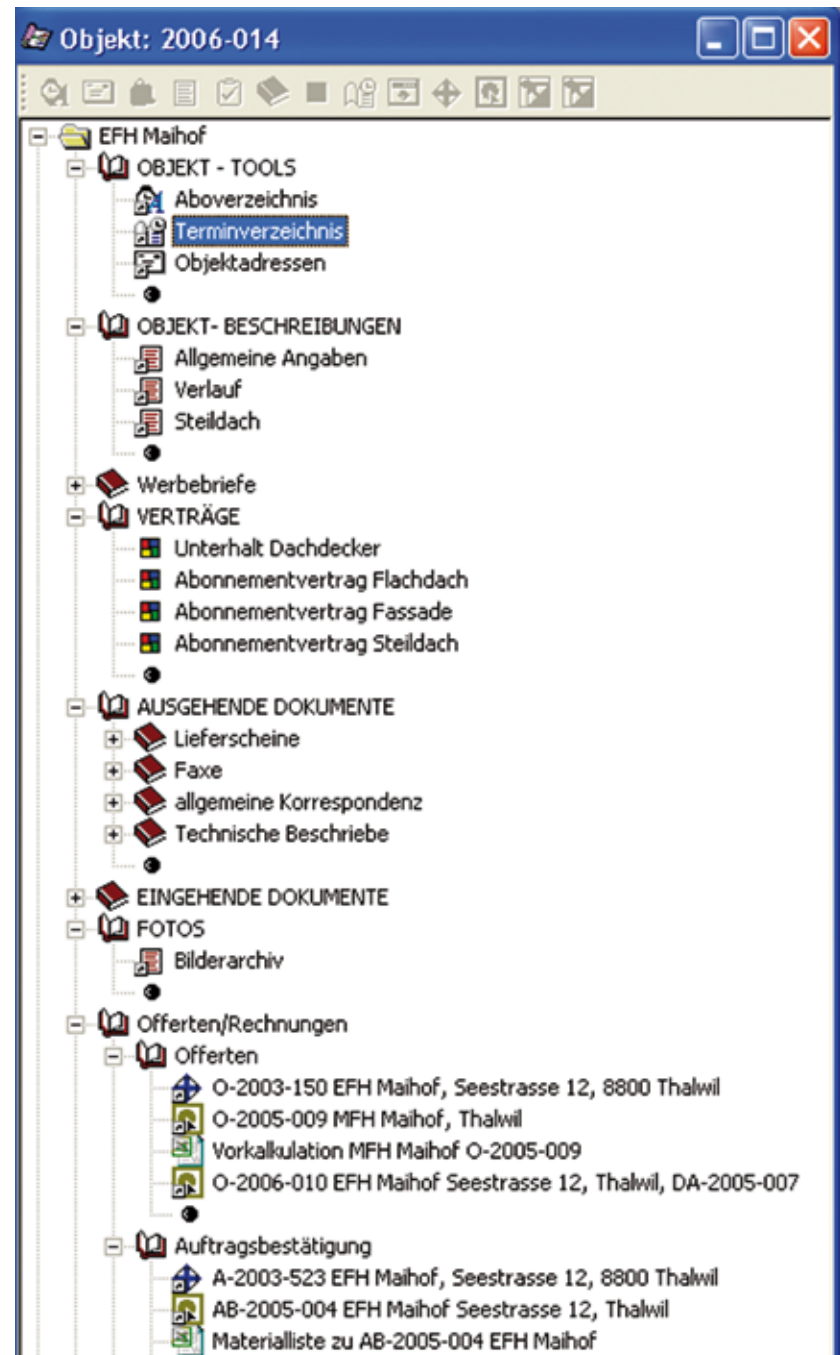 Objekt: 2006-014
EFH Maihof
OBJEKT - TOOLS
Aboverzeichnis
Terminverzeichnis
Objektadressen
OBJEKT- BESCHREIBUNGEN
Allgemeine Angaben
Verlauf
Steildach
Werbebriefe
VERTRÄGE
Unterhalt Dachdecker
Abonnementvertrag Flachdach
Abonnementvertrag Fassade
Abonnementvertrag Steildach
AUSGEHENDE DOKUMENTE
Lieferscheine
Faxe
allgemeine Korrespondenz
Technische Beschriebe
EINGEHENDE DOKUMENTE
FOTOS
Bilderarchiv
Offerten/Rechnungen
Offerten
O-2003-150 EFH Maihof, Seestrasse 12, 8800 Thalwil
O-2005-009 MFH Maihof, Thalwil
Vorkalkulation MFH Maihof O-2005-009
O-2006-010 EFH Maihof Seestrasse 12, Thalwil, DA-2005-007
Auftragsbestätigung
A-2003-523 EFH Maihof, Seestrasse 12, 8800 Thalwil
AB-2005-004 EFH Maihof Seestrasse 12, Thalwil
Materialliste zu AB-2005-004 EFH Maihof